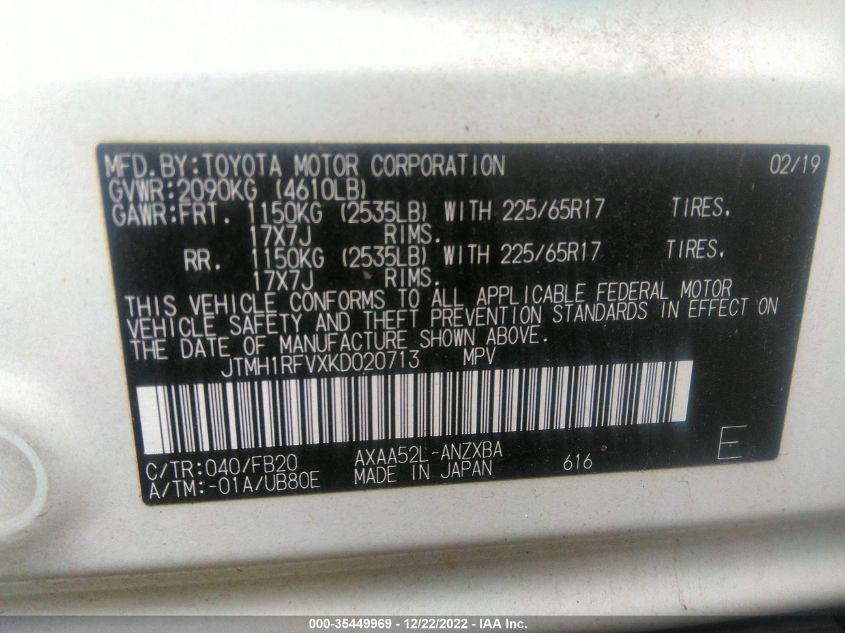 MFD.BY:TOYOTA MOTOR CORPORATION 02/19
GVWR:2090KG (4610LB)
GAWR:FRT. 1150KG (2535LB) WITH 225/65R17 TIRES,
17X7J RIMS.
RR. 1150KG (2535LB) WITH 225/65R17 TIRES,
17X7J RIMS.
THIS VEHICLE CONFORMS TO ALL APPLICABLE FEDERAL MOTOR
VEHICLE SAFETY AND THEFT PREVENTION STANDARDS IN EFFECT ON
THE DATE OF MANUFACTURE SHOWN ABOVE.
JTMH1RFVXKD020713 MPV
C/TR:040/FB20 AXAA52L-ANZXBA E
A/TM:-01A/UB80E MADE IN JAPAN 616
000-35449969 - 12/22/2022 - IAA Inc.